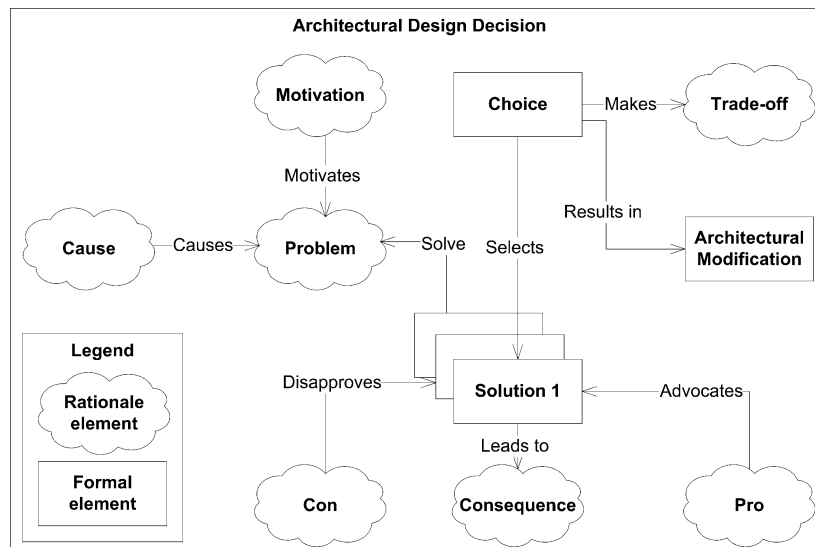 Architectural Design Decision
Motivation
Choice
Makes
Trade-off
Motivates
Results in
Cause
Causes
Problem
Solve
Selects
Architectural
Modification
Legend
Rationale
element
Formal
element
Disapproves
Solution 1
Advocates
Leads to
Con
Consequence
Pro